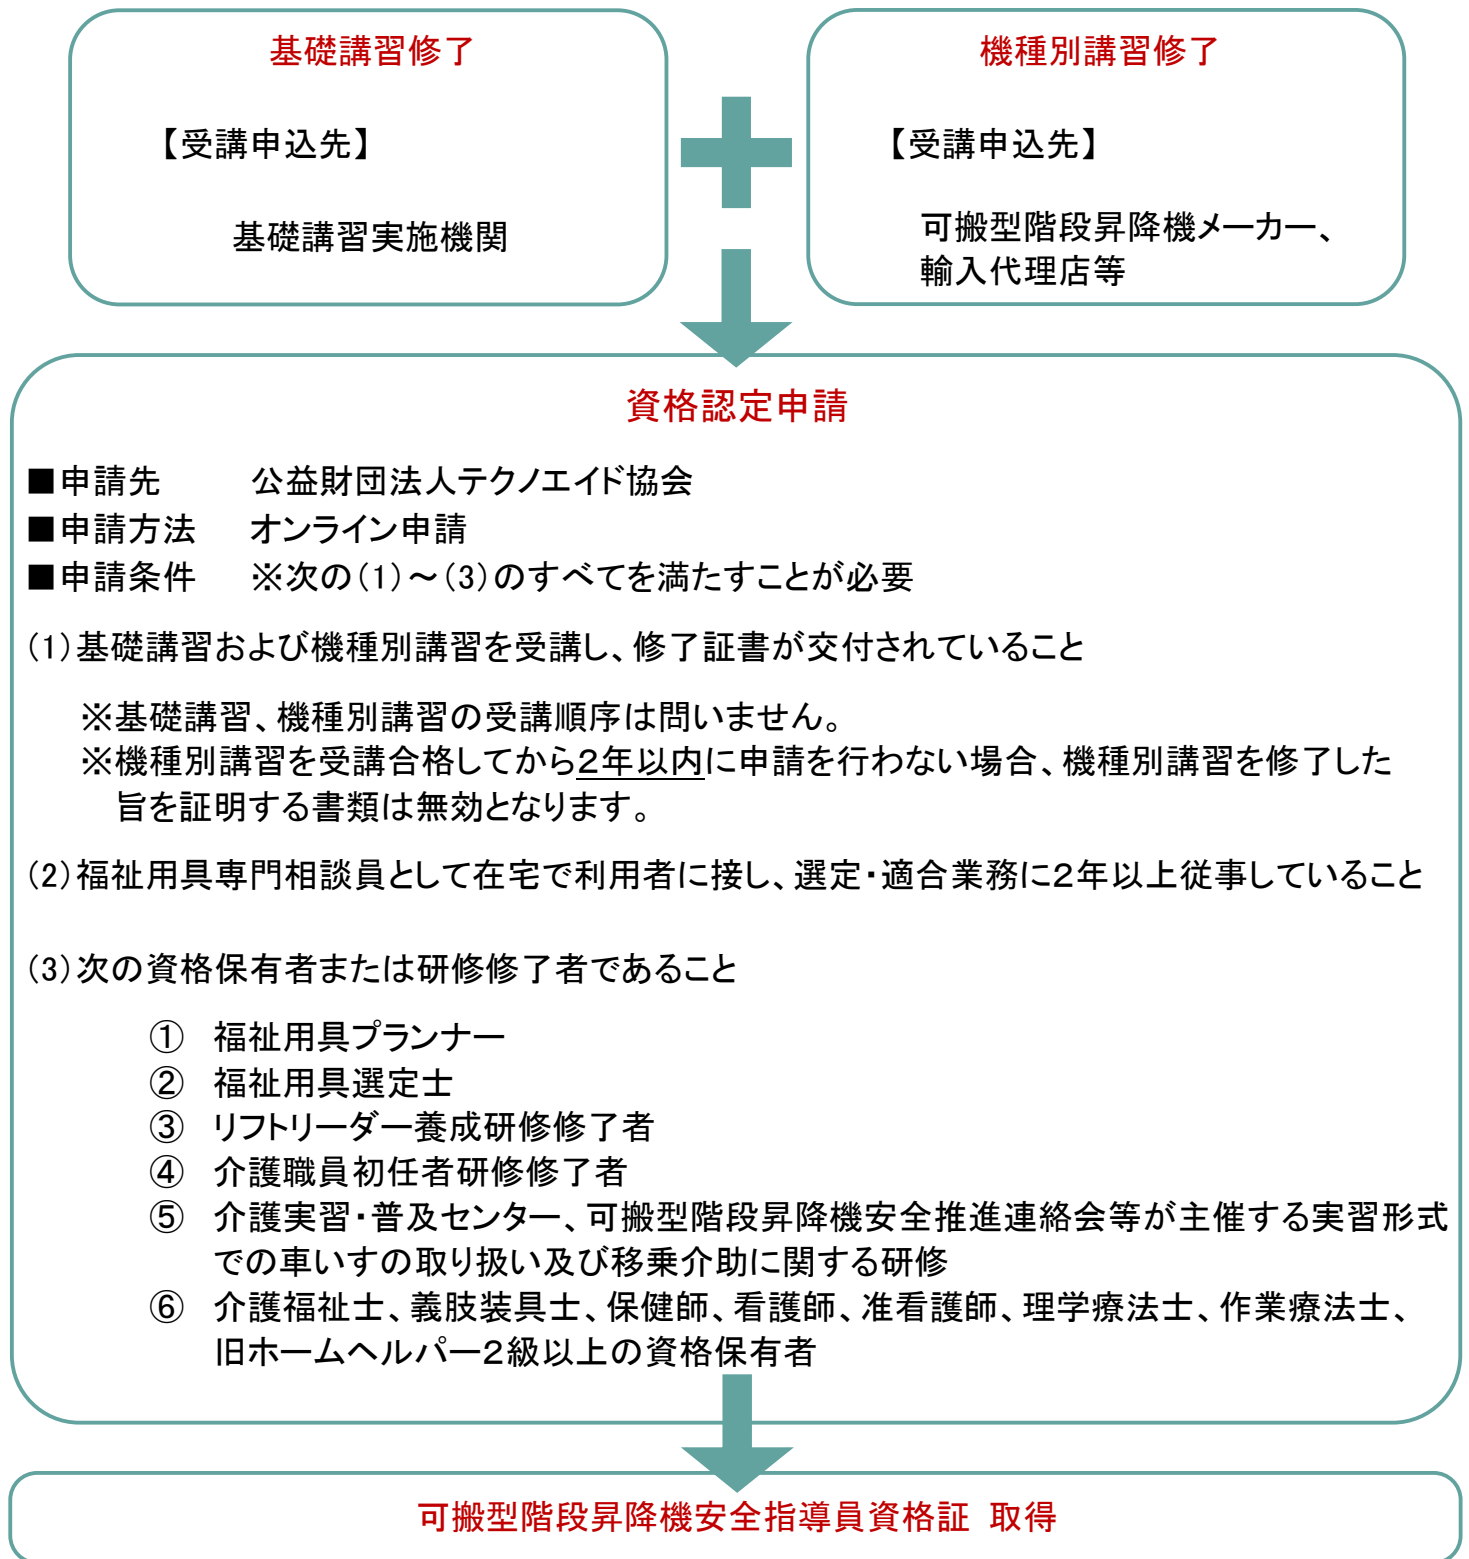 基礎講習修了
【受講申込先】
基礎講習実施機関
機種別講習修了
【受講申込先】
可搬型階段昇降機メーカー、
輸入代理店等
資格認定申請
■申請先 公益財団法人テクノエイド協会
■申請方法 オンライン申請
■申請条件 ※次の(1)～(3)のすべてを満たすことが必要
(1)基礎講習および機種別講習を受講し、修了証書が交付されていること
※基礎講習、機種別講習の受講順序は問いません。
※機種別講習を受講合格してから２年以内に申請を行わない場合、機種別講習を修了した
旨を証明する書類は無効となります。
(2)福祉用具専門相談員として在宅で利用者に接し、選定・適合業務に２年以上従事していること
(3)次の資格保有者または研修修了者であること
① 福祉用具プランナー
② 福祉用具選定士
③ リフトリーダー養成研修修了者
④ 介護職員初任者研修修了者
⑤ 介護実習・普及センター、可搬型階段昇降機安全推進連絡会等が主催する実習形式
での車いすの取り扱い及び移乗介助に関する研修
⑥ 介護福祉士、義肢装具士、保健師、看護師、准看護師、理学療法士、作業療法士、
旧ホームヘルパー２級以上の資格保有者
可搬型階段昇降機安全指導員資格証 取得